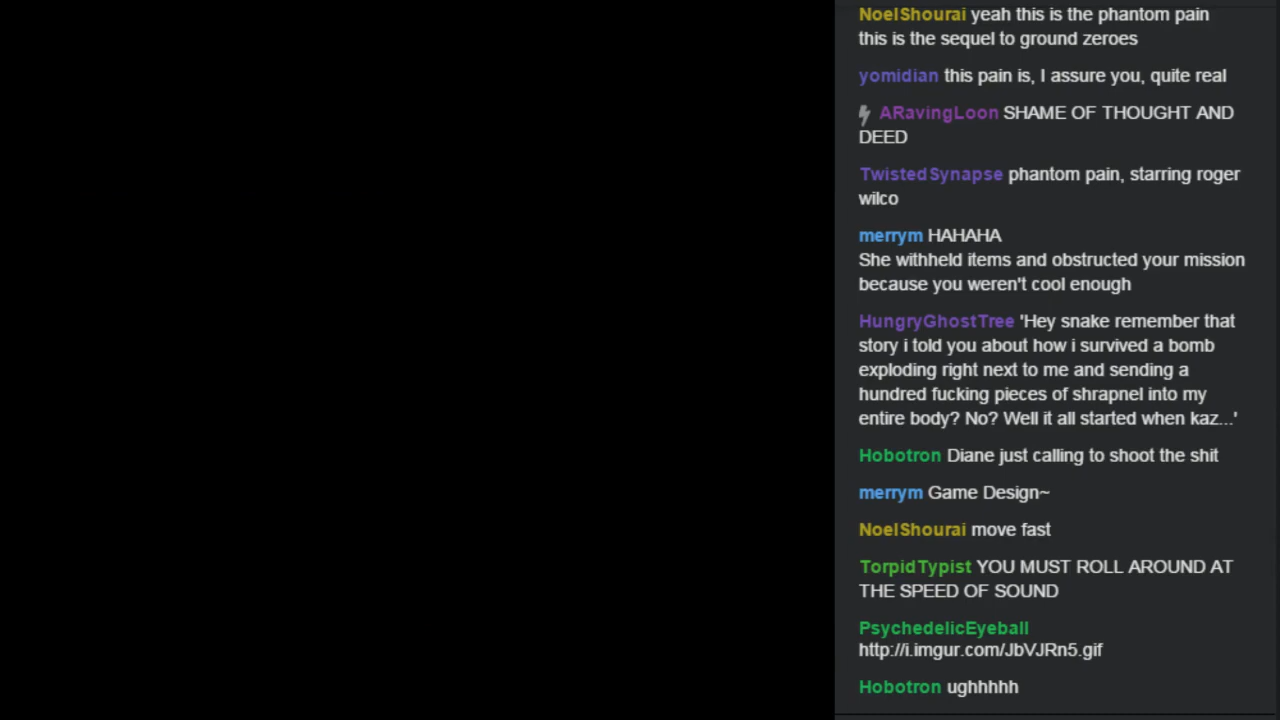 NoelShourai yeah this is the phantom pain
this is the sequel to ground zeroes
yomidian this pain is, I assure you, quite real
ARavingLoon SHAME OF THOUGHT AND
DEED
TwistedSynapse phantom pain, starring roger
wilco
merrym HAHAHA
She withheld items and obstructed your mission
because you weren't cool enough
HungryGhostTree 'Hey snake remember that
story i told you about how i survived a bomb
exploding right next to me and sending a
hundred fucking pieces of shrapnel into my
entire body? No? Well it all started when kaz...'
Hobotron Diane just calling to shoot the shit
merrym Game Design~
NoelShourai move fast
TorpidTypist YOU MUST ROLL AROUND AT
THE SPEED OF SOUND
PsychedelicEyeball
http://i.imgur.com/JbVJRn5.gif
Hobotron ughhhhh